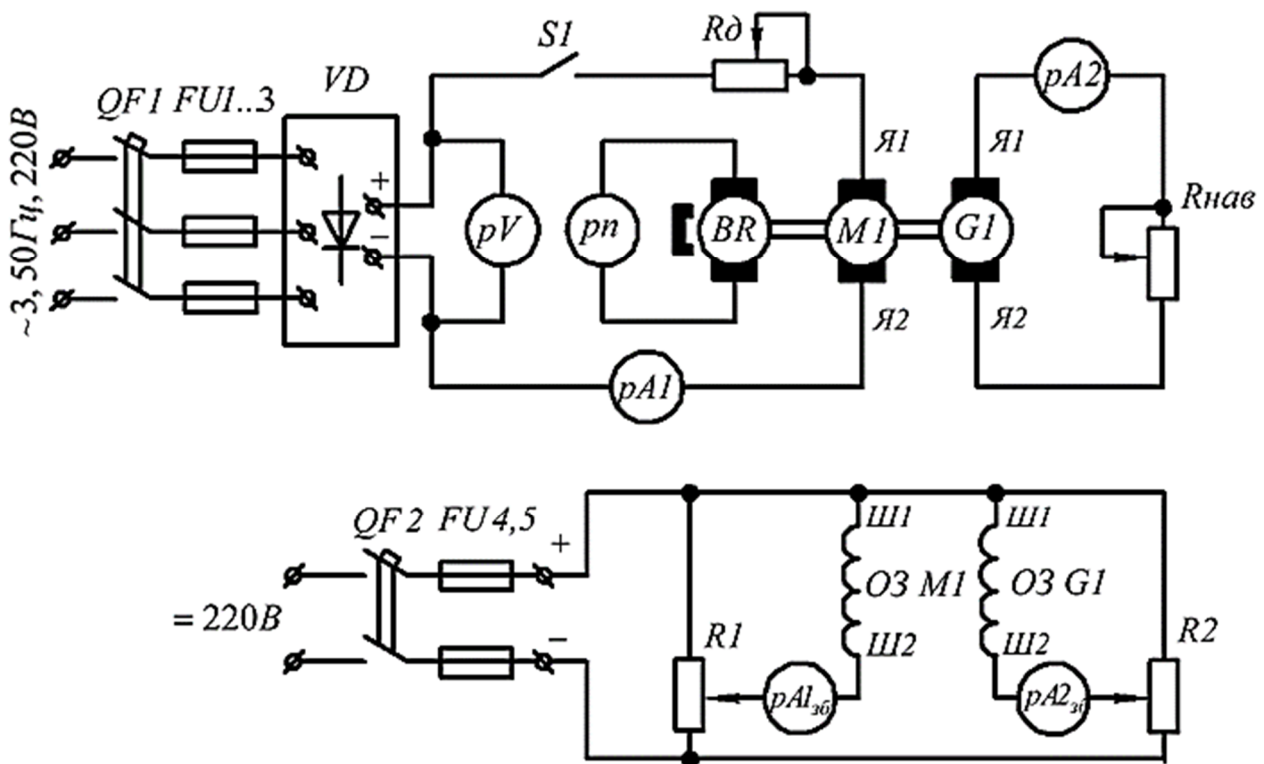 S1
Rд
VD
pA2
QF1 FU1..3
Я1
Я1
~3, 50Гц, 220В
+
−
pV
pn
BR
M1
G1
Rнав
Я2
Я2
pA1
QF2 FU4,5
+
Ш1
Ш1
ОЗ M1
ОЗ G1
= 220В
−
R1
Ш2
Ш2
R2
pA1зб
pA2зб